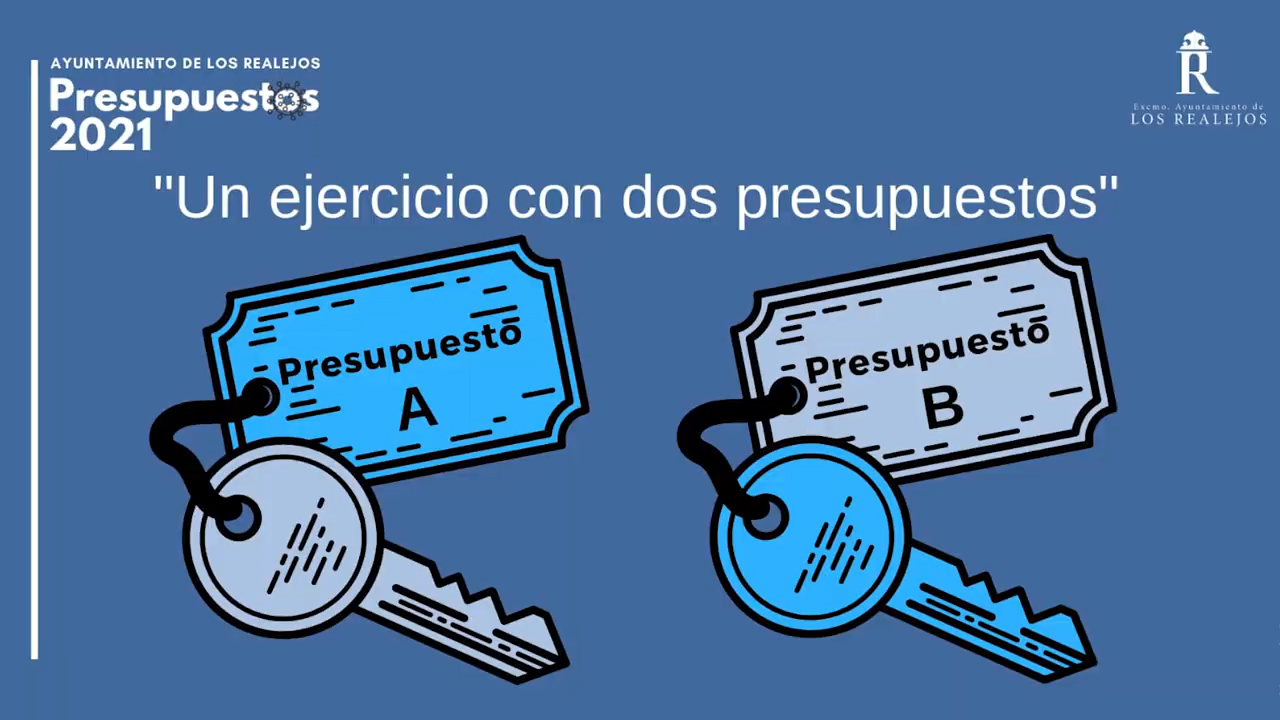 AYUNTAMIENTO DE LOS REALEJOS
Presupuestos
2021
R
Excmo. Ayuntamiento de
LOS REALEJOS
"Un ejercicio con dos presupuestos"
Presupuesto
A
Presupuesto
B